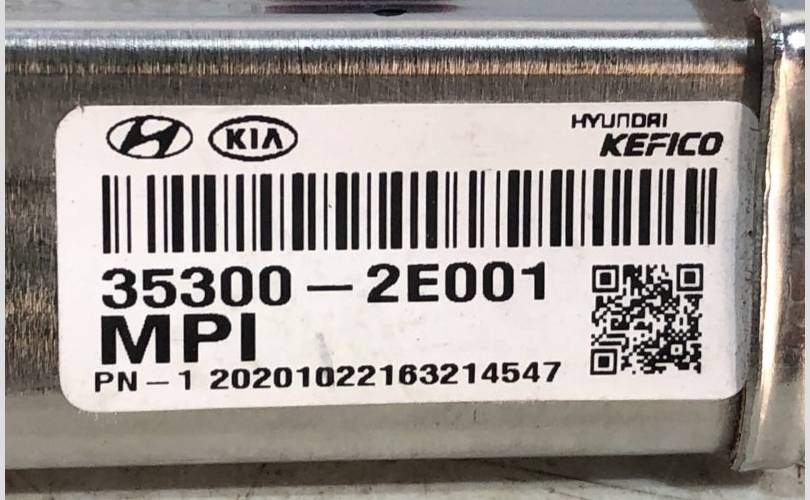 KIA
HYUNDAI
KEFICO
35300-2E001
MPI
PN-1 20201022163214547